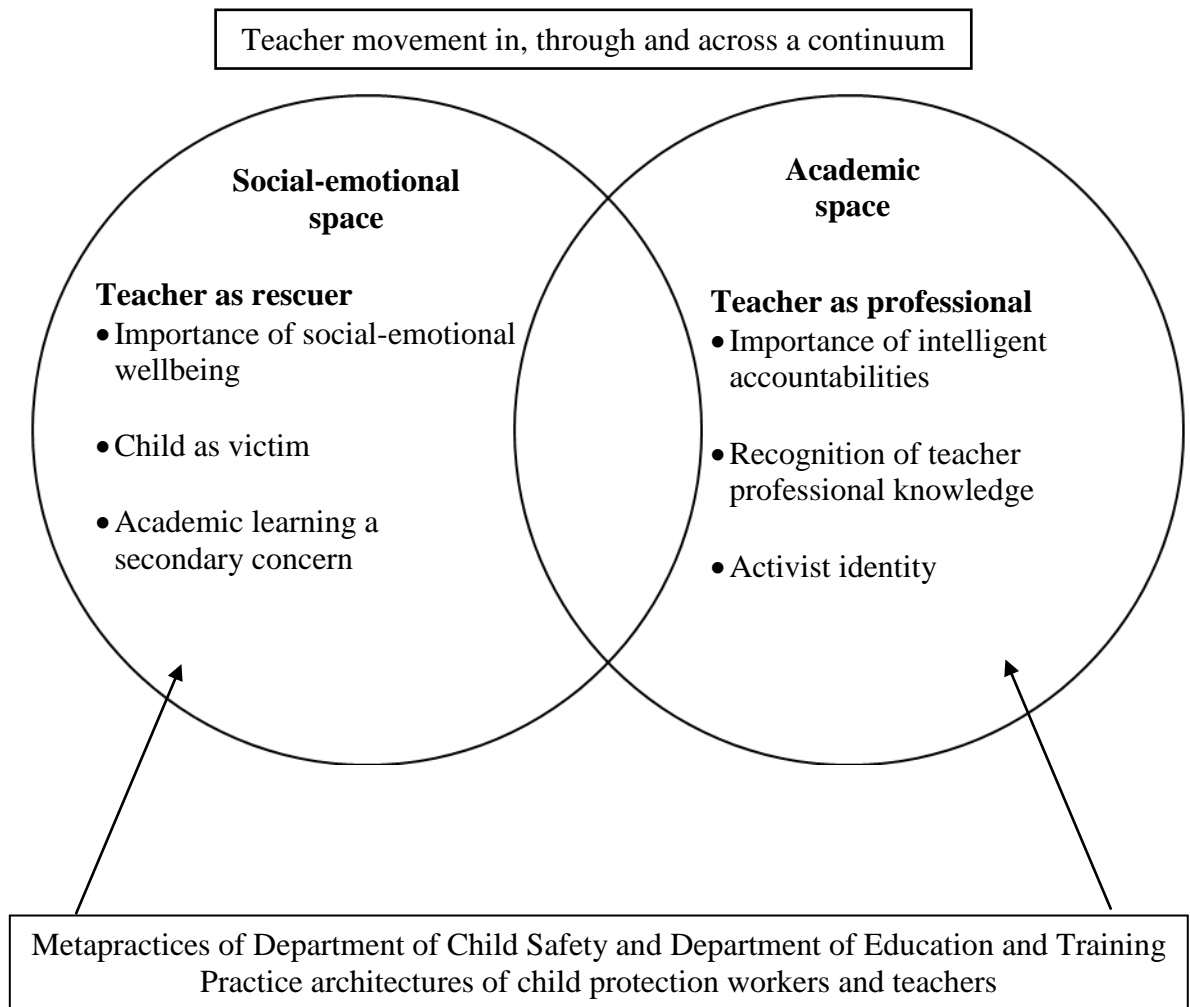 Teacher movement in, through and across a continuum
Social-emotional
space
Teacher as rescuer
• Importance of social-emotional
wellbeing
• Child as victim
• Academic learning a
secondary concern
Academic
space
Teacher as professional
• Importance of intelligent
accountabilities
• Recognition of teacher
professional knowledge
• Activist identity
Metapractices of Department of Child Safety and Department of Education and Training
Practice architectures of child protection workers and teachers